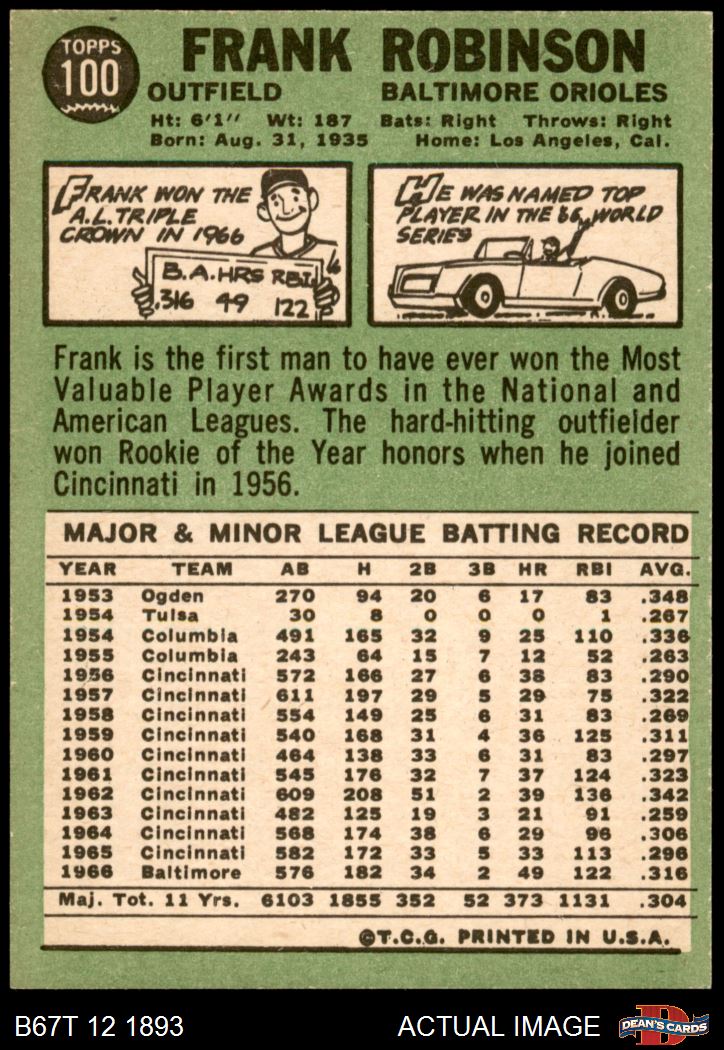 TOPPS
100
FRANK ROBINSON
OUTFIELD BALTIMORE ORIOLES
Ht: 6'1" Wt: 187 Bats: Right Throws: Right
Born: Aug. 31, 1935 Home: Los Angeles, Cal.
FRANK WON THE
A.L. TRIPLE
CROWN IN 1966
B.A. HRS RBI
.316 49 122
HE WAS NAMED TOP
PLAYER IN THE '66 WORLD
SERIES
Frank is the first man to have ever won the Most
Valuable Player Awards in the National and
American Leagues. The hard-hitting outfielder
won Rookie of the Year honors when he joined
Cincinnati in 1956.
MAJOR & MINOR LEAGUE BATTING RECORD
YEAR TEAM AB H 2B 3B HR RBI AVG.
1953 Ogden 270 94 20 6 17 83 .348
1954 Tulsa 30 8 0 0 0 1 .267
1954 Columbia 491 165 32 9 25 110 .336
1955 Columbia 243 64 15 7 12 52 .263
1956 Cincinnati 572 166 27 6 38 83 .290
1957 Cincinnati 611 197 29 5 29 75 .322
1958 Cincinnati 554 149 25 6 31 83 .269
1959 Cincinnati 540 168 31 4 36 125 .311
1960 Cincinnati 464 138 33 6 31 83 .297
1961 Cincinnati 545 176 32 7 37 124 .323
1962 Cincinnati 609 208 51 2 39 136 .342
1963 Cincinnati 482 125 19 3 21 91 .259
1964 Cincinnati 568 174 38 6 29 96 .306
1965 Cincinnati 582 172 33 5 33 113 .296
1966 Baltimore 576 182 34 2 49 122 .316
Maj. Tot. 11 Yrs. 6103 1855 352 52 373 1131 .304
©T.C.G. PRINTED IN U.S.A.
B67T 12 1893 ACTUAL IMAGE
D
DEAN'S CARDS